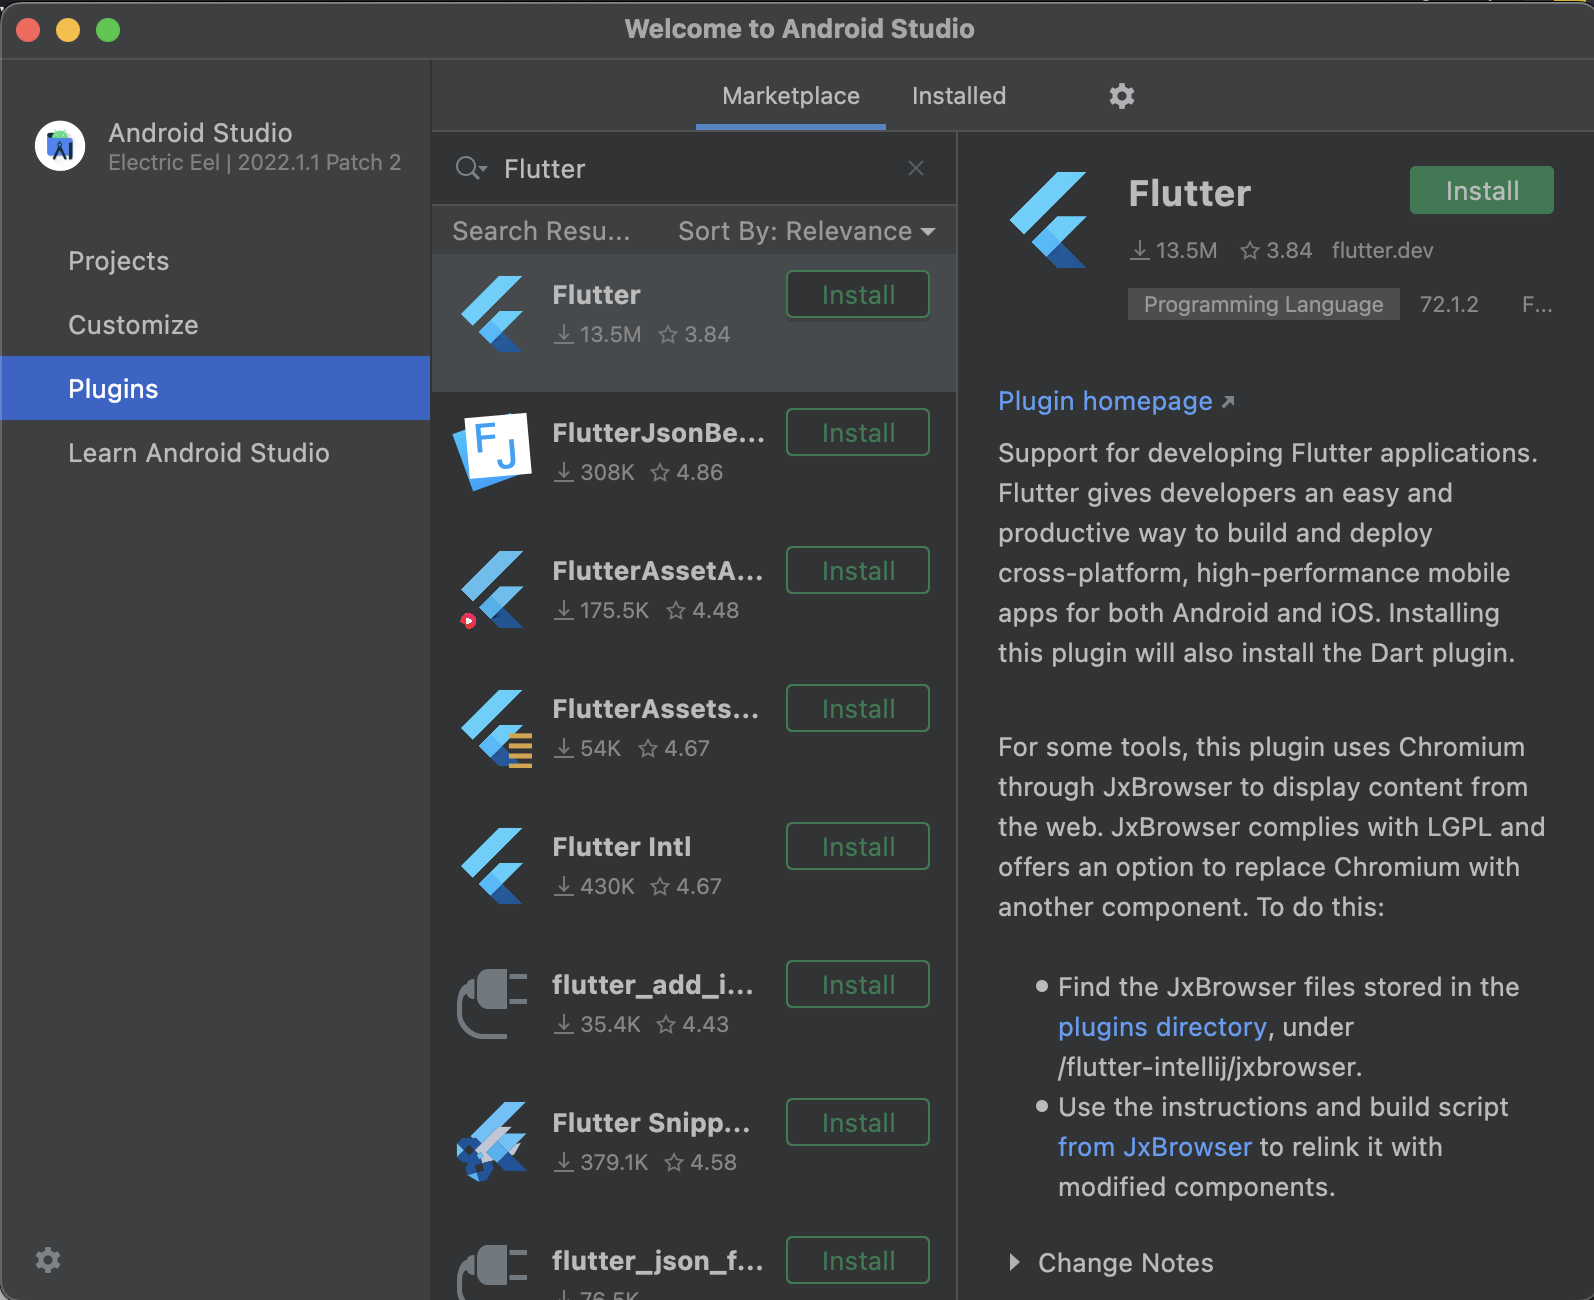 Welcome to Android Studio
Android Studio
Electric Eel | 2022.1.1 Patch 2
Projects
Customize
Plugins
Learn Android Studio
Marketplace
Installed
Flutter
Search Resu...
Sort By: Relevance
Flutter
Install
13.5M
3.84
FlutterJsonBe...
Install
308K
4.86
FlutterAssetA...
Install
175.5K
4.48
FlutterAssets...
Install
54K
4.67
Flutter Intl
Install
430K
4.67
flutter_add_i...
Install
35.4K
4.43
Flutter Snipp...
Install
379.1K
4.58
flutter_json_f...
Install
76.5K
Flutter
Install
13.5M
3.84
flutter.dev
Programming Language
72.1.2
F...
Plugin homepage
Support for developing Flutter applications.
Flutter gives developers an easy and
productive way to build and deploy
cross-platform, high-performance mobile
apps for both Android and iOS. Installing
this plugin will also install the Dart plugin.
For some tools, this plugin uses Chromium
through JxBrowser to display content from
the web. JxBrowser complies with LGPL and
offers an option to replace Chromium with
another component. To do this:
Find the JxBrowser files stored in the
plugins directory, under
/flutter-intellij/jxbrowser.
Use the instructions and build script
from JxBrowser to relink it with
modified components.
Change Notes